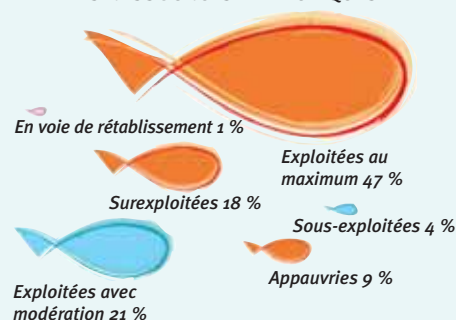 En voie de rétablissement 1 %
Exploitées au
maximum 47 %
Surexploitées 18 %
Sous-exploitées 4 %
Appauvries 9 %
Exploitées avec
modération 21 %